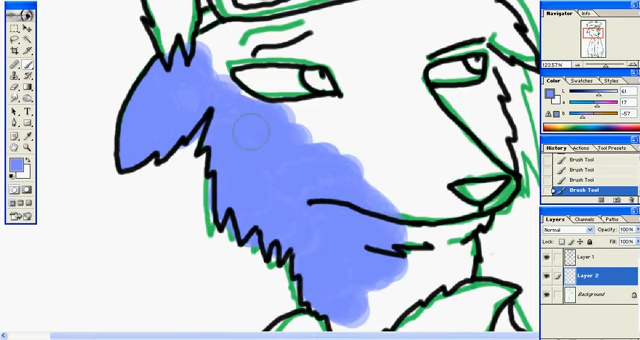 Navigator
Info
123.57%
Color
Swatches
Styles
L
61
a
17
b
-57
History
Actions
Tool Presets
Brush Tool
Brush Tool
Brush Tool
Brush Tool
Layers
Channels
Paths
Normal
Opacity: 100%
Lock:
Fill: 100%
Layer 1
Layer 2
Background